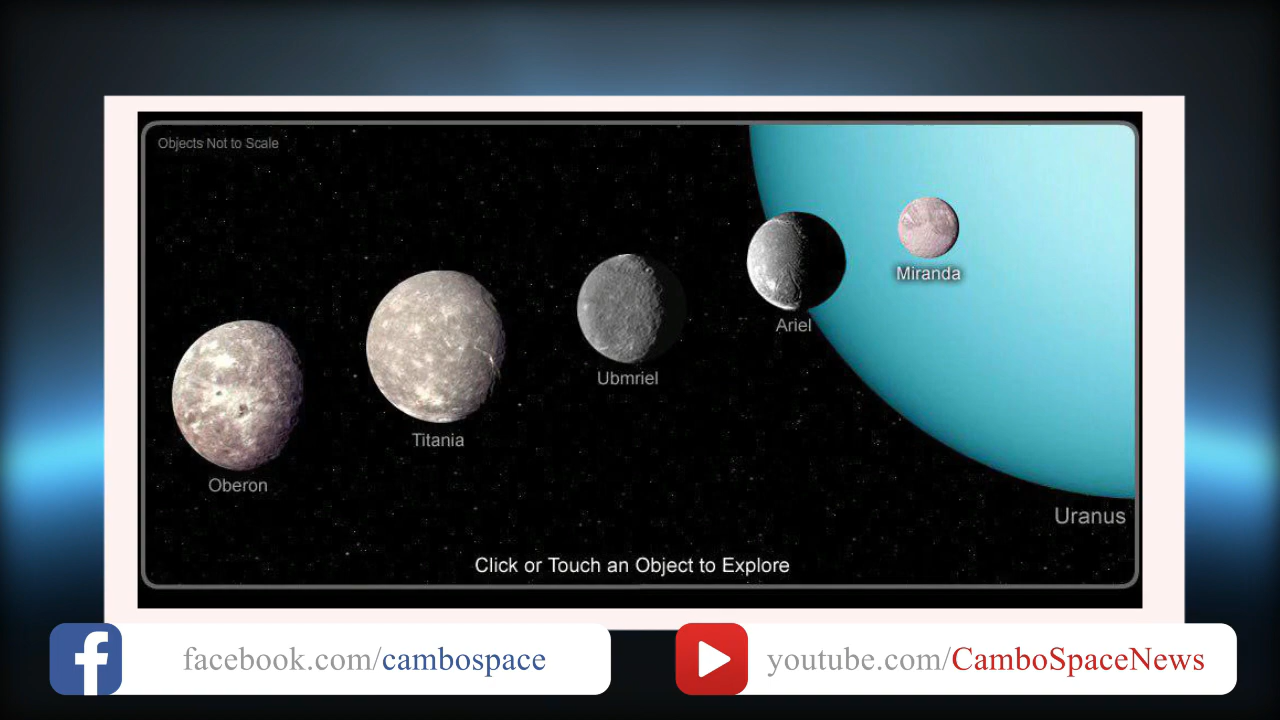 Objects Not to Scale
Miranda
Ariel
Ubmriel
Titania
Oberon
Uranus
Click or Touch an Object to Explore
facebook.com/cambospace
youtube.com/CamboSpaceNews